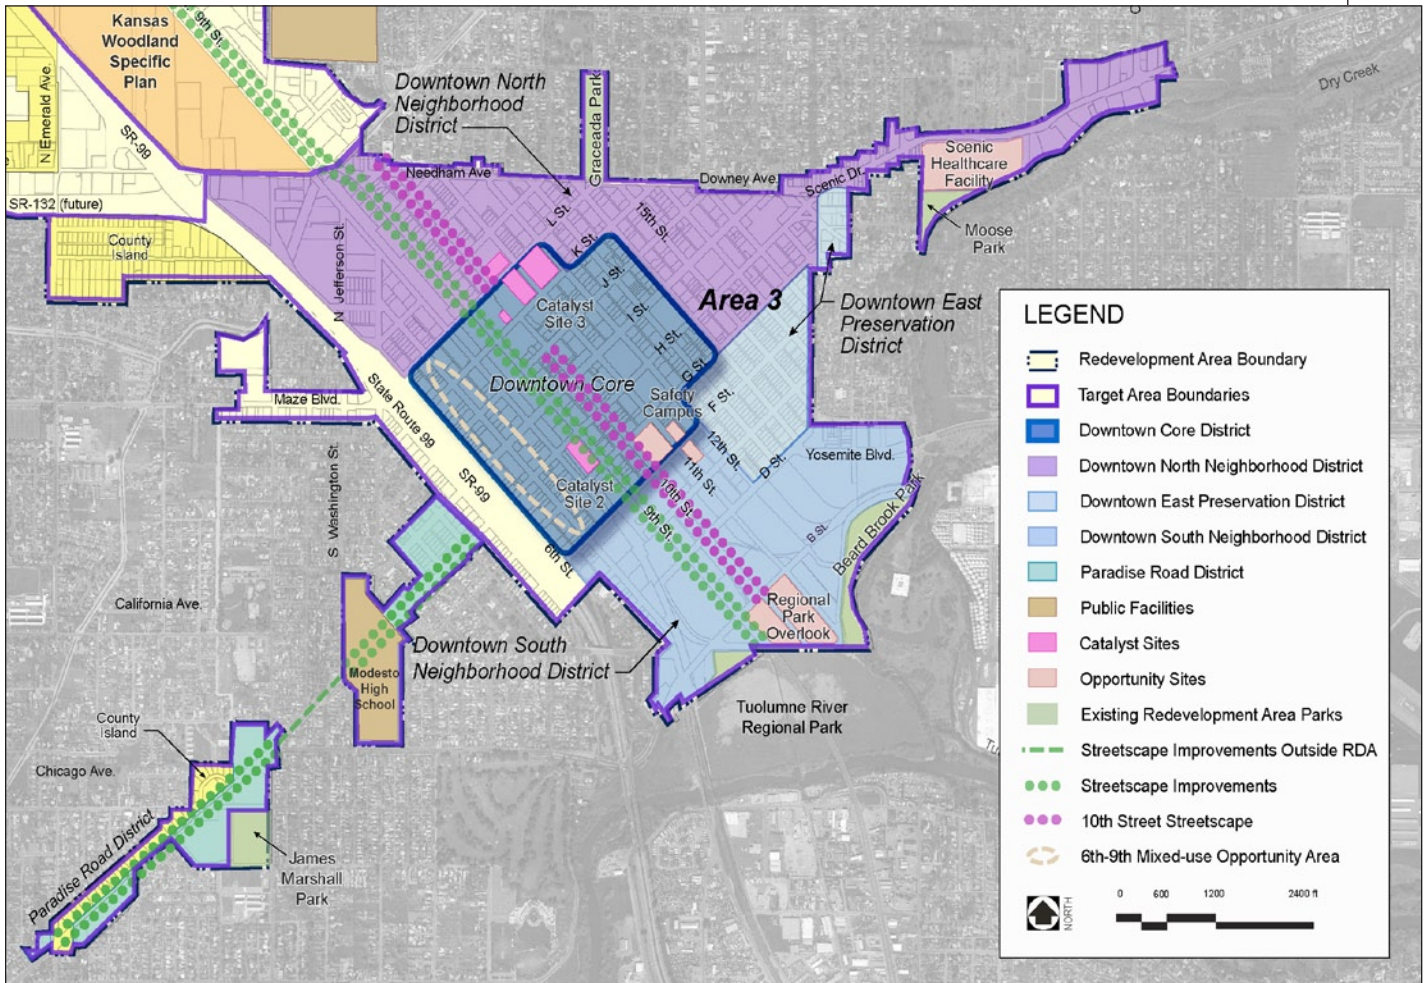 Kansas
Woodland
Specific
Plan
9th St.
N Emerald Ave.
SR-99
SR-132 (future)
County
Island
Downtown North
Neighborhood
District
Graceada Park
Needham Ave
Downey Ave.
Scenic Dr.
Scenic
Healthcare
Facility
Moose
Park
Dry Creek
N Jefferson St.
L St.
K St.
15th St.
J St.
I St.
H St.
G St.
F St.
D St.
B St.
Area 3
Downtown East
Preservation
District
Catalyst
Site 3
Downtown Core
Safety
Campus
Catalyst
Site 2
12th St.
11th St.
10th St.
9th St.
6th St.
Yosemite Blvd.
Beard Brook Park
Maze Blvd.
State Route 99
SR-99
S Washington St.
California Ave.
Regional
Park
Overlook
Downtown South
Neighborhood District
Modesto
High
School
Tuolumne River
Regional Park
County
Island
Chicago Ave.
Paradise Road District
James
Marshall
Park
LEGEND
Redevelopment Area Boundary
Target Area Boundaries
Downtown Core District
Downtown North Neighborhood District
Downtown East Preservation District
Downtown South Neighborhood District
Paradise Road District
Public Facilities
Catalyst Sites
Opportunity Sites
Existing Redevelopment Area Parks
Streetscape Improvements Outside RDA
Streetscape Improvements
10th Street Streetscape
6th-9th Mixed-use Opportunity Area
NORTH
0 600 1200 2400 ft